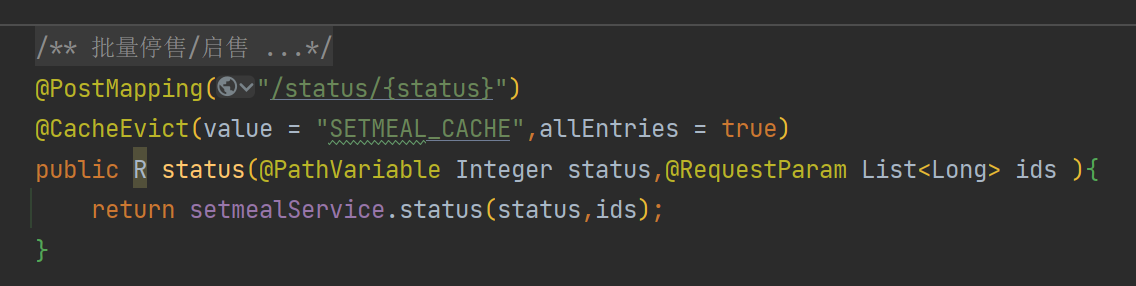 /** 批量停售/启售 ...*/
@PostMapping("/status/{status}")
@CacheEvict(value = "SETMEAL_CACHE",allEntries = true)
public R status(@PathVariable Integer status,@RequestParam List<Long> ids ){
return setmealService.status(status,ids);
}